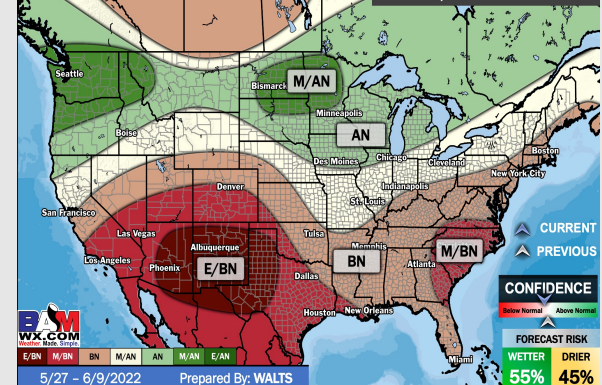 Seattle
Bismarck
M/AN
Minneapolis
Boise
AN
Des Moines
Chicago
Cleveland
Boston
New York City
Denver
Indianapolis
San Francisco
St. Louis
Las Vegas
Tulsa
Memphis
CURRENT
PREVIOUS
Los Angeles
Phoenix
Albuquerque
E/BN
Dallas
BN
Atlanta
M/BN
CONFIDENCE
Below Normal
Above Normal
Houston
New Orleans
BAM
WX.COM
Weather. Made. Simple.
FORECAST RISK
WETTER
DRIER
55%
45%
Miami
E/BN
M/BN
BN
M/AN
AN
M/AN
E/AN
5/27 – 6/9/2022
Prepared By: WALTS